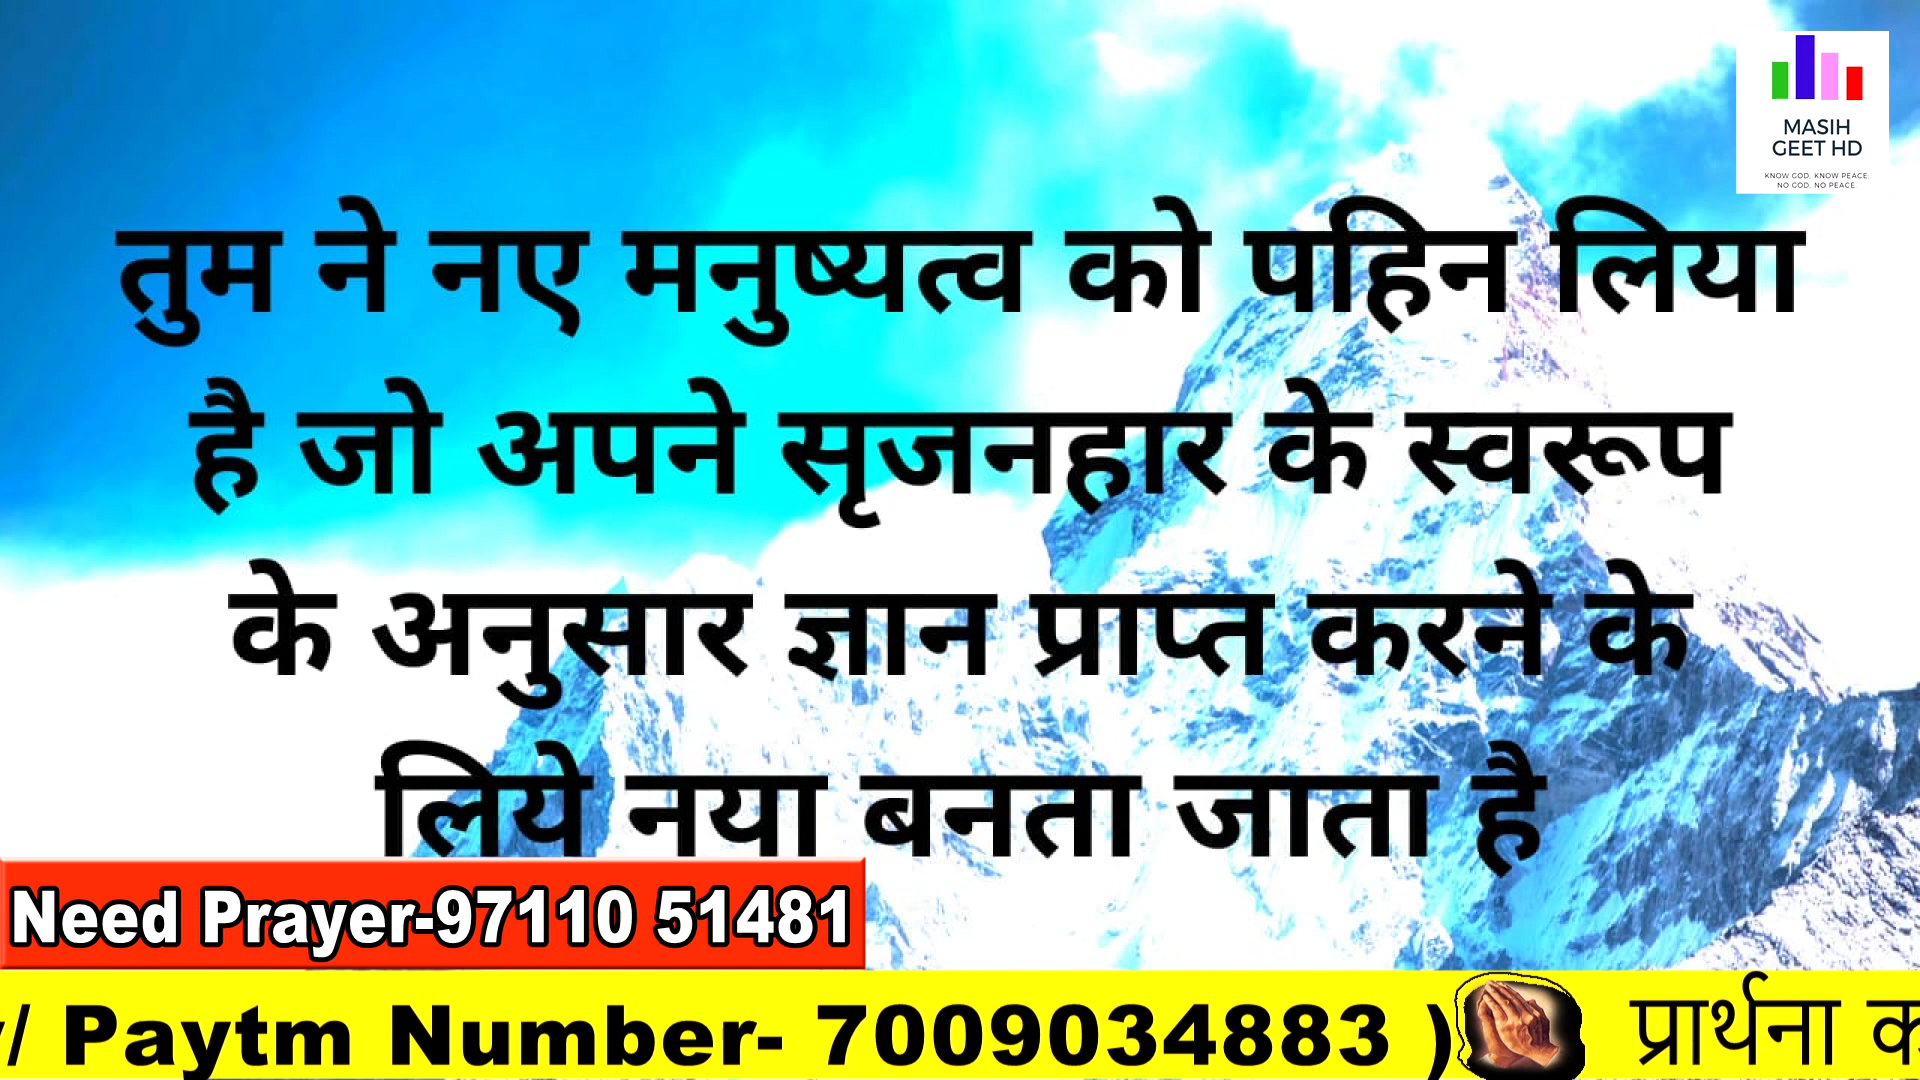 MASIH
GEET HD
KNOW GOD. KNOW PEACE.
NO GOD. NO PEACE.
तुम ने नए मनुष्यत्व को पहिन लिया
है जो अपने सृजनहार के स्वरूप
के अनुसार ज्ञान प्राप्त करने के
लिये नया बनता जाता है
Need Prayer-97110 51481
/ Paytm Number- 7009034883 ) प्रार्थना